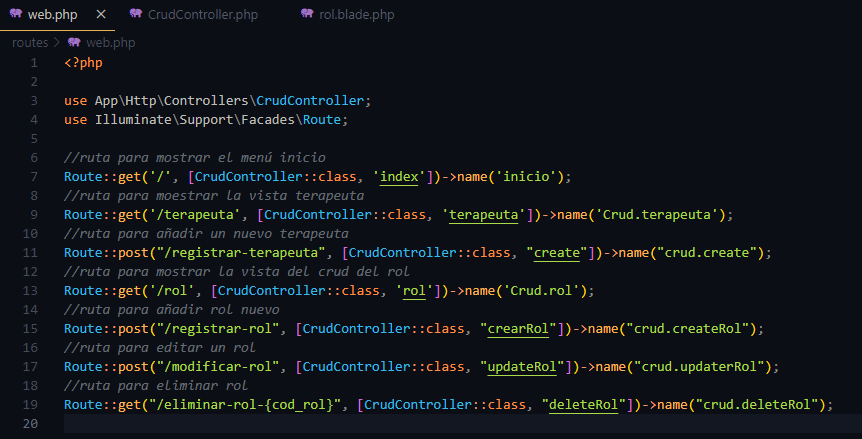 web.php CrudController.php rol.blade.php
routes > web.php
1 <?php
2
3 use App\Http\Controllers\CrudController;
4 use Illuminate\Support\Facades\Route;
5
6 //ruta para mostrar el menú inicio
7 Route::get('/', [CrudController::class, 'index'])->name('inicio');
8 //ruta para moestrar la vista terapeuta
9 Route::get('/terapeuta', [CrudController::class, 'terapeuta'])->name('Crud.terapeuta');
10 //ruta para añadir un nuevo terapeuta
11 Route::post("/registrar-terapeuta", [CrudController::class, "create"])->name("crud.create");
12 //ruta para mostrar la vista del crud del rol
13 Route::get('/rol', [CrudController::class, 'rol'])->name('Crud.rol');
14 //ruta para añadir rol nuevo
15 Route::post("/registrar-rol", [CrudController::class, "crearRol"])->name("crud.createRol");
16 //ruta para editar un rol
17 Route::post("/modificar-rol", [CrudController::class, "updateRol"])->name("crud.updaterRol");
18 //ruta para eliminar rol
19 Route::get("/eliminar-rol-{cod_rol}", [CrudController::class, "deleteRol"])->name("crud.deleteRol");
20